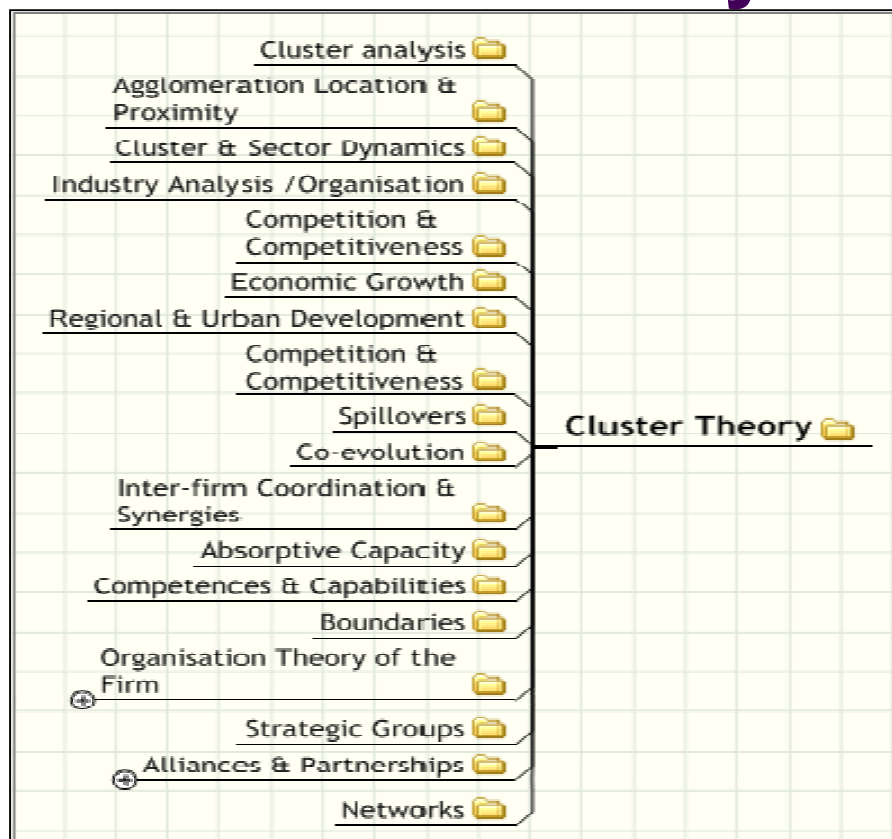 Cluster analysis
Agglomeration Location &
Proximity
Cluster & Sector Dynamics
Industry Analysis /Organisation
Competition &
Competitiveness
Economic Growth
Regional & Urban Development
Competition &
Competitiveness
Spillovers
Co-evolution
Inter-firm Coordination &
Synergies
Absorptive Capacity
Competences & Capabilities
Boundaries
Organisation Theory of the
Firm
Strategic Groups
Alliances & Partnerships
Networks
Cluster Theory